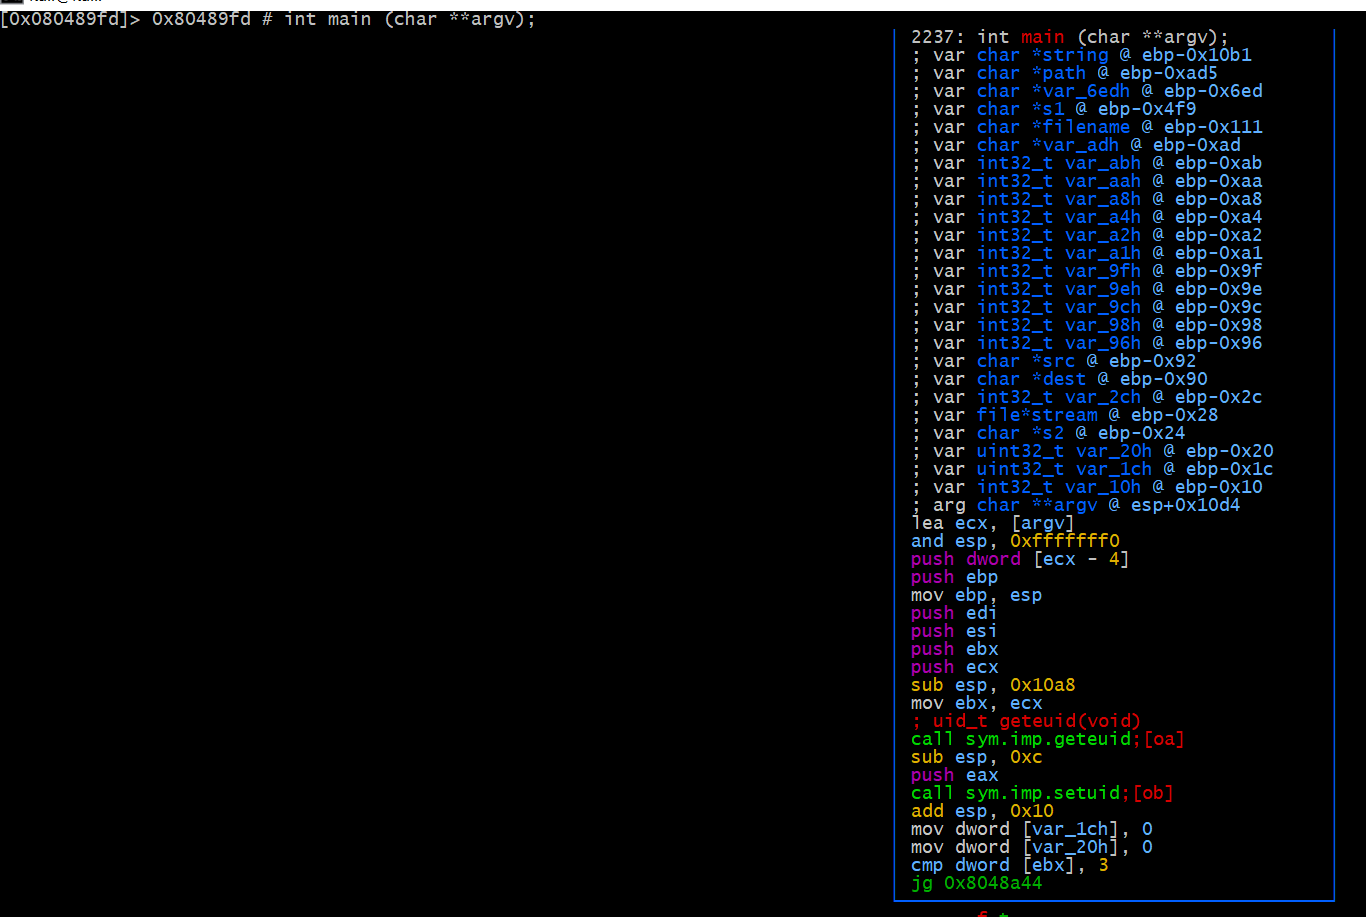 [0x080489fd]> 0x80489fd # int main (char **argv);
2237: int main (char **argv);
; var char *string @ ebp-0x10b1
; var char *path @ ebp-0xad5
; var char *var_6edh @ ebp-0x6ed
; var char *s1 @ ebp-0x4f9
; var char *filename @ ebp-0x111
; var char *var_adh @ ebp-0xad
; var int32_t var_abh @ ebp-0xab
; var int32_t var_aah @ ebp-0xaa
; var int32_t var_a8h @ ebp-0xa8
; var int32_t var_a4h @ ebp-0xa4
; var int32_t var_a2h @ ebp-0xa2
; var int32_t var_a1h @ ebp-0xa1
; var int32_t var_9fh @ ebp-0x9f
; var int32_t var_9eh @ ebp-0x9e
; var int32_t var_9ch @ ebp-0x9c
; var int32_t var_98h @ ebp-0x98
; var int32_t var_96h @ ebp-0x96
; var char *src @ ebp-0x92
; var char *dest @ ebp-0x90
; var int32_t var_2ch @ ebp-0x2c
; var file*stream @ ebp-0x28
; var char *s2 @ ebp-0x24
; var uint32_t var_20h @ ebp-0x20
; var uint32_t var_1ch @ ebp-0x1c
; var int32_t var_10h @ ebp-0x10
; arg char **argv @ esp+0x10d4
lea ecx, [argv]
and esp, 0xfffffff0
push dword [ecx - 4]
push ebp
mov ebp, esp
push edi
push esi
push ebx
push ecx
sub esp, 0x10a8
mov ebx, ecx
; uid_t geteuid(void)
call sym.imp.geteuid;[oa]
sub esp, 0xc
push eax
call sym.imp.setuid;[ob]
add esp, 0x10
mov dword [var_1ch], 0
mov dword [var_20h], 0
cmp dword [ebx], 3
jg 0x8048a44
f t